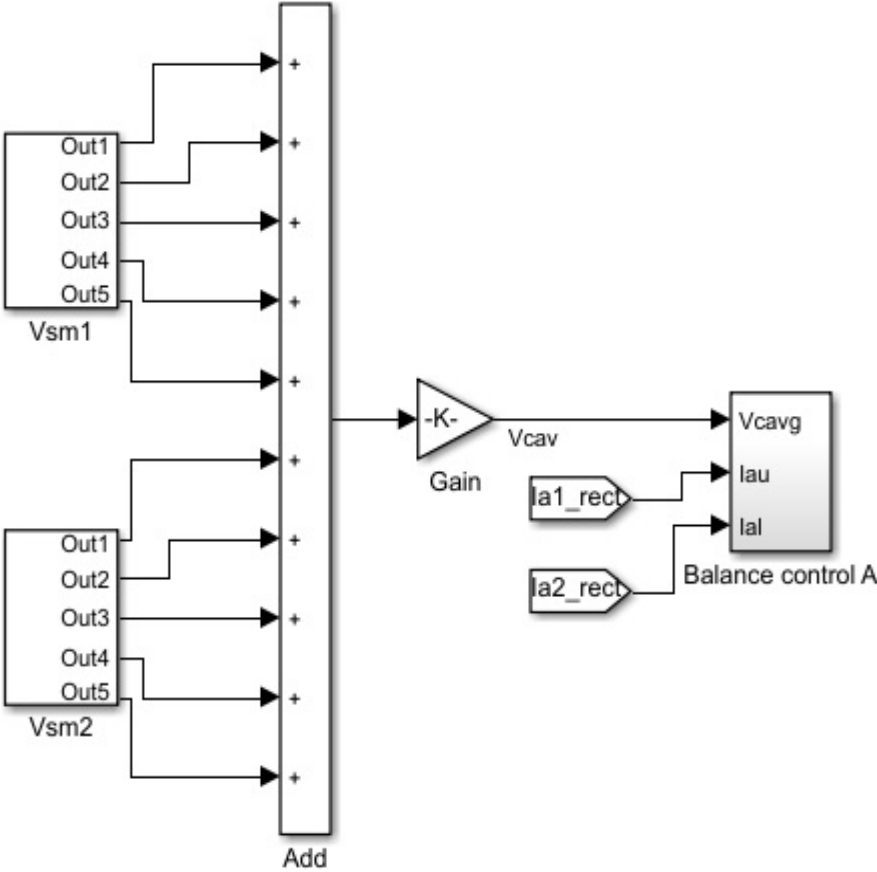 Out1
Out2
Out3
Out4
Out5
Vsm1
Out1
Out2
Out3
Out4
Out5
Vsm2
+
+
+
+
+
+
+
+
+
+
Add
-K-
Gain
Vcav
Ia1_rect
Ia2_rect
Vcavg
Iau
Ial
Balance control A